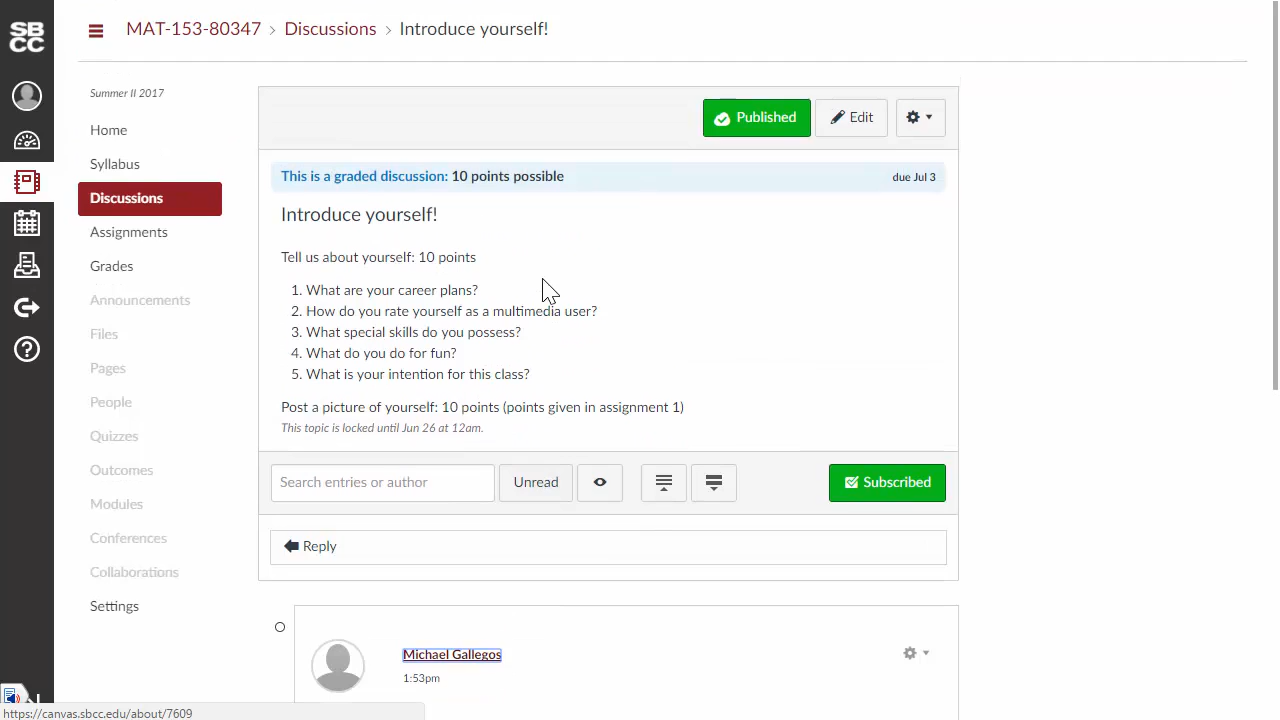 SB
CC
MAT-153-80347 > Discussions > Introduce yourself!
Summer II 2017
Home
Syllabus
Discussions
Assignments
Grades
Announcements
Files
Pages
People
Quizzes
Outcomes
Modules
Conferences
Collaborations
Settings
Published
Edit
This is a graded discussion: 10 points possible
due Jul 3
Introduce yourself!
Tell us about yourself: 10 points
1. What are your career plans?
2. How do you rate yourself as a multimedia user?
3. What special skills do you possess?
4. What do you do for fun?
5. What is your intention for this class?
Post a picture of yourself: 10 points (points given in assignment 1)
This topic is locked until Jun 26 at 12am.
Search entries or author
Unread
Subscribed
Reply
Michael Gallegos
1:53pm
https://canvas.sbcc.edu/about/7609